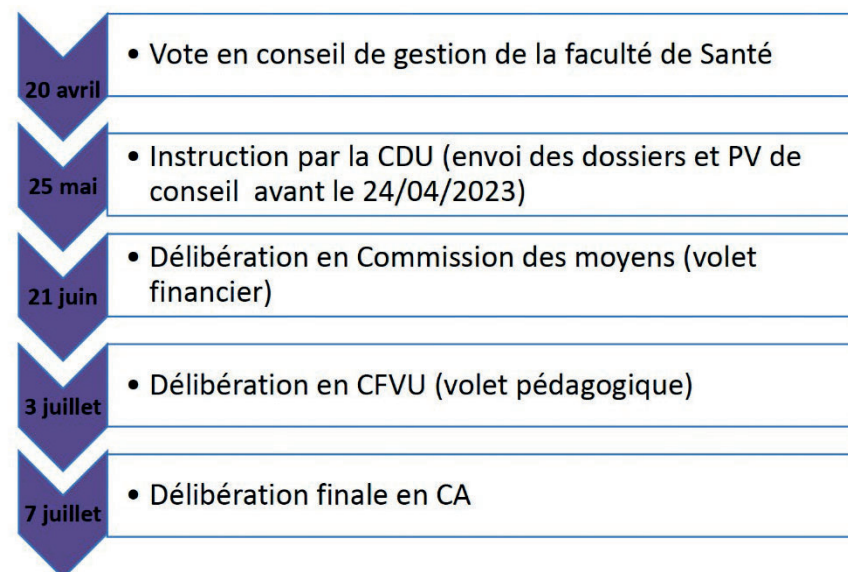 20 avril
• Vote en conseil de gestion de la faculté de Santé
25 mai
• Instruction par la CDU (envoi des dossiers et PV de
conseil avant le 24/04/2023)
21 juin
• Délibération en Commission des moyens (volet
financier)
3 juillet
• Délibération en CFVU (volet pédagogique)
7 juillet
• Délibération finale en CA